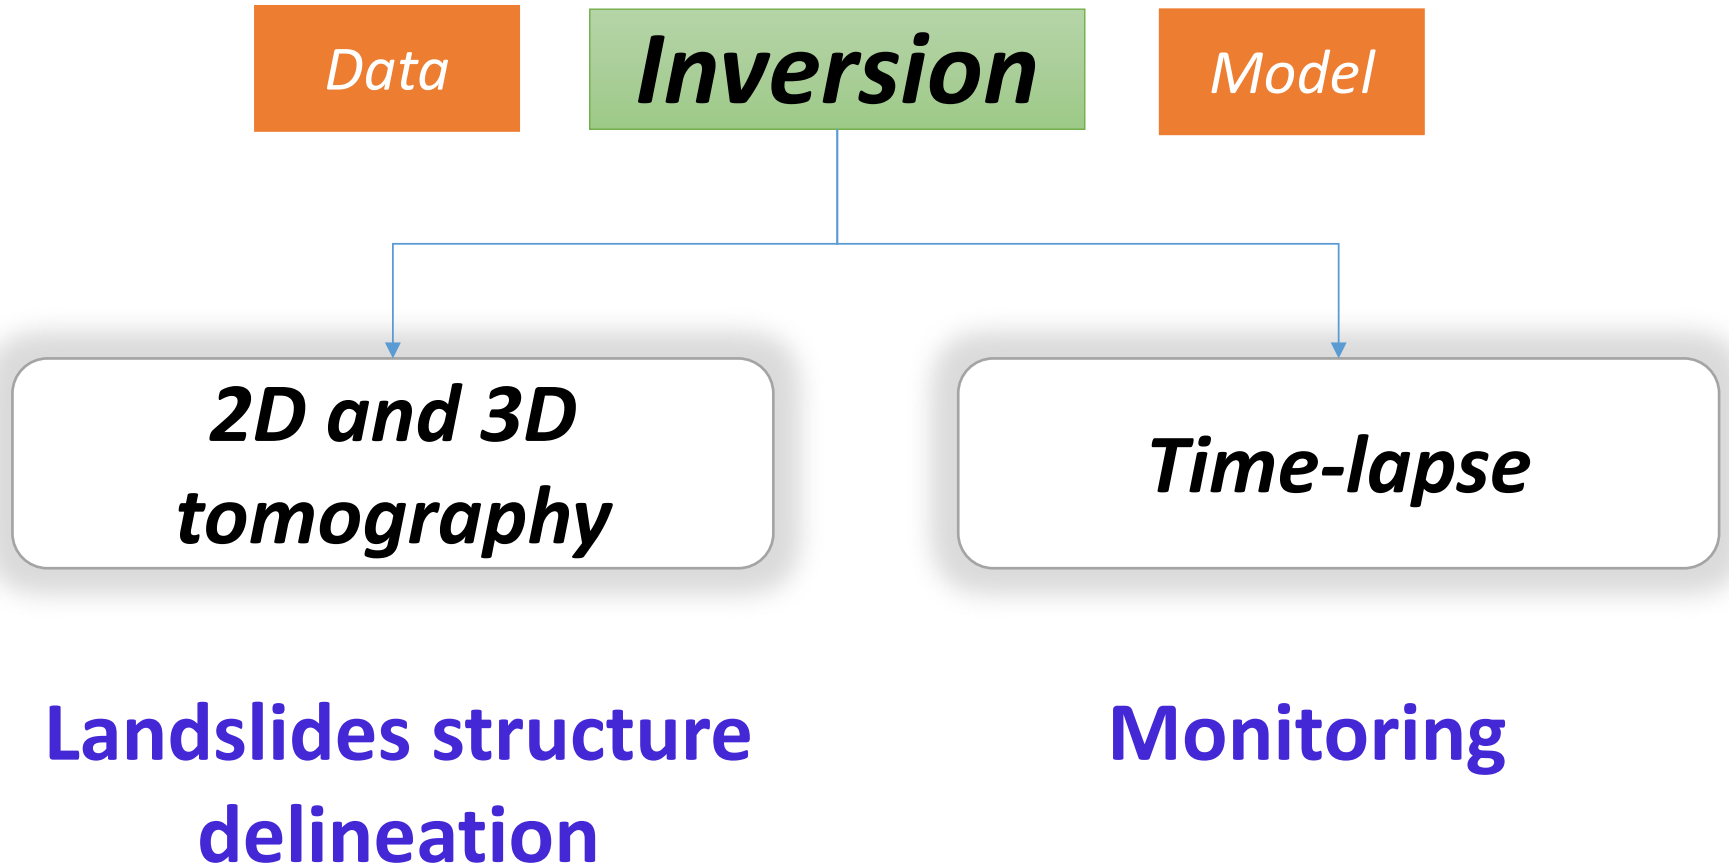 Data
Inversion
Model
2D and 3D
tomography
Time-lapse
Landslides structure
delineation
Monitoring